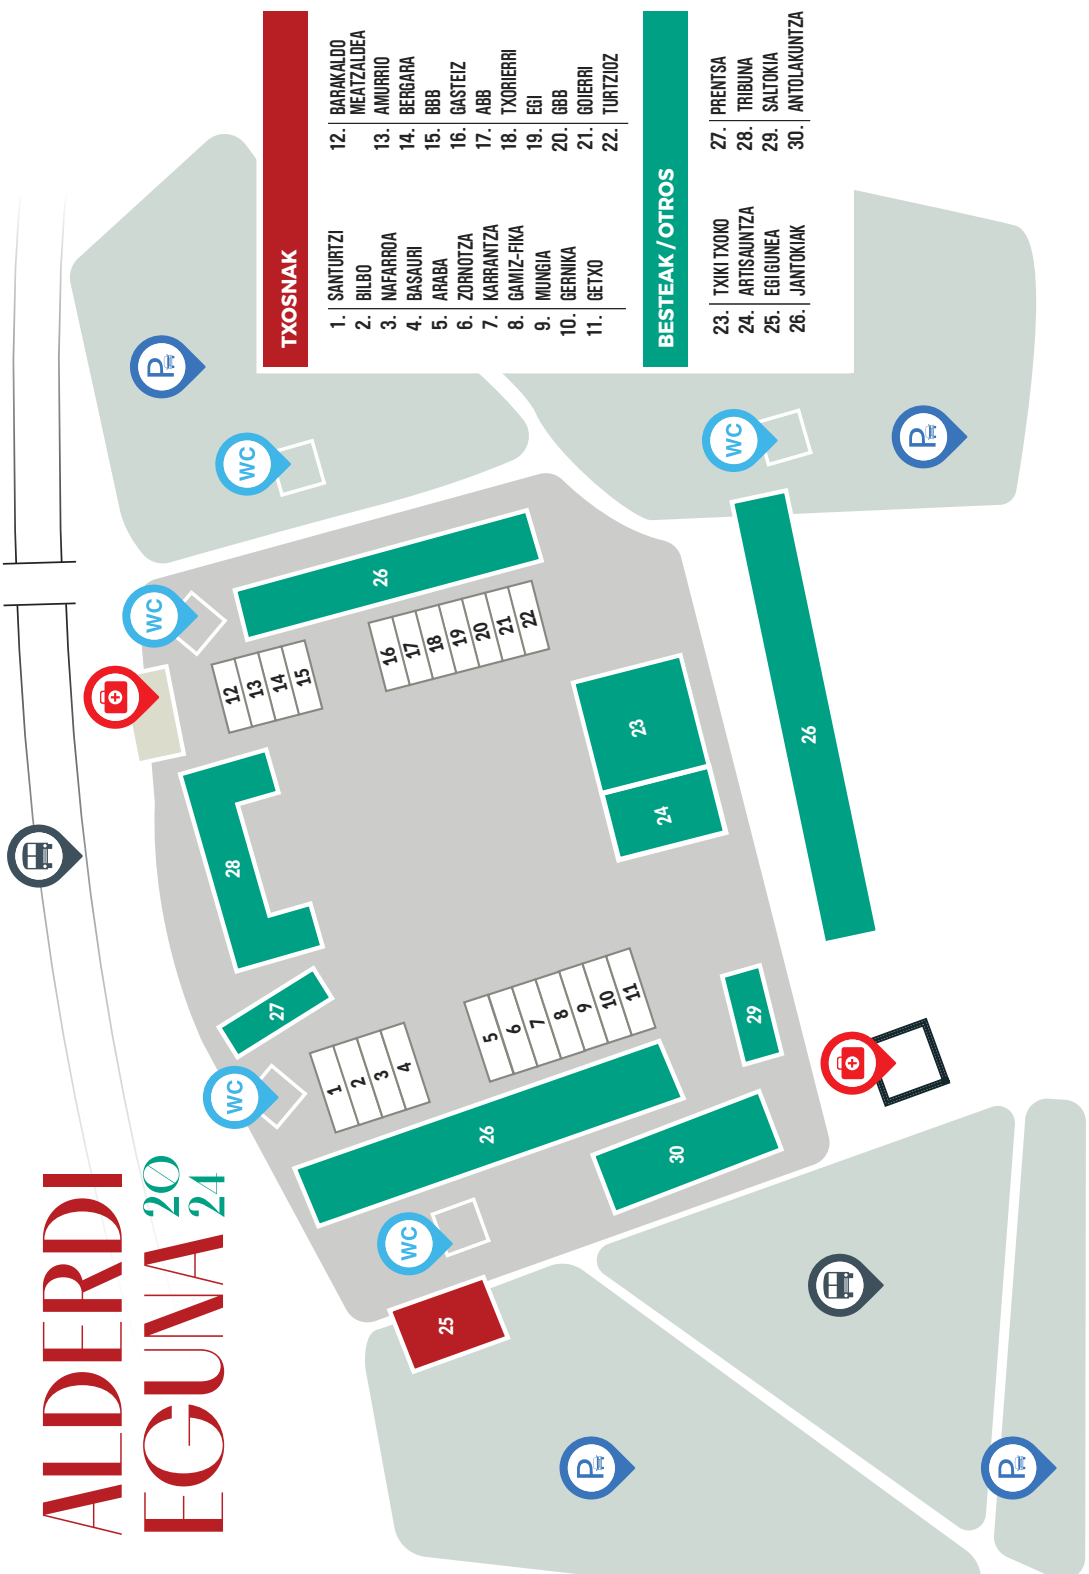 ALDERDI
EGUNA 20
24
TXOSNAK
1. SANTURTZI
2. BILBO
3. NAFARROA
4. BASAURI
5. ARABA
6. ZORNOTZA
7. KARRANTZA
8. GAMIZ-FIKA
9. MUNGIA
10. GERNIKA
11. GETXO
12. BARAKALDO
MEATZALDEA
13. AMURRIO
14. BERGARA
15. BBB
16. GASTEIZ
17. ABB
18. TXORIERRI
19. EGI
20. GBB
21. GOIERRI
22. TURTZIOZ
BESTEAK / OTROS
23. TXIKI TXOKO
24. ARTISAUNTZA
25. EGI GUNEA
26. JANTOKIAK
27. PRENTSA
28. TRIBUNA
29. SALTOKIA
30. ANTOLAKUNTZA
P
WC
WC
P
WC
26
12
13
14
15
16
17
18
19
20
21
22
23
24
26
28
27
WC
1
2
3
4
5
6
7
8
9
10
11
26
29
30
WC
25
P
P